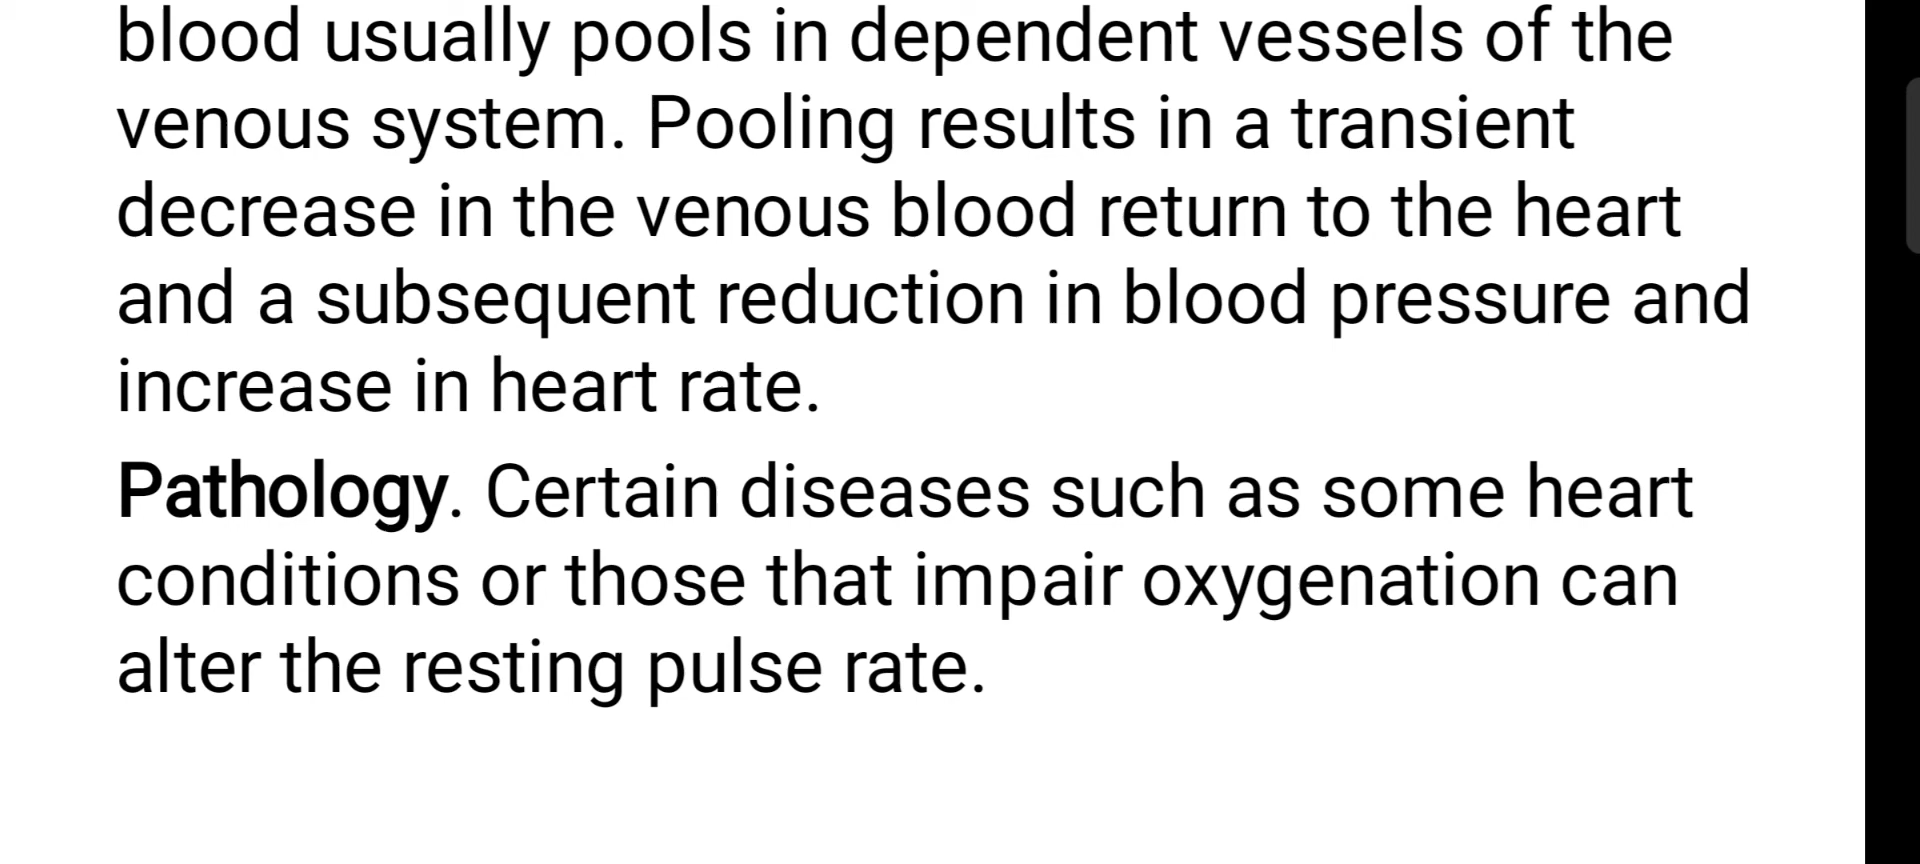 blood usually pools in dependent vessels of the
venous system. Pooling results in a transient
decrease in the venous blood return to the heart
and a subsequent reduction in blood pressure and
increase in heart rate.
Pathology. Certain diseases such as some heart
conditions or those that impair oxygenation can
alter the resting pulse rate.